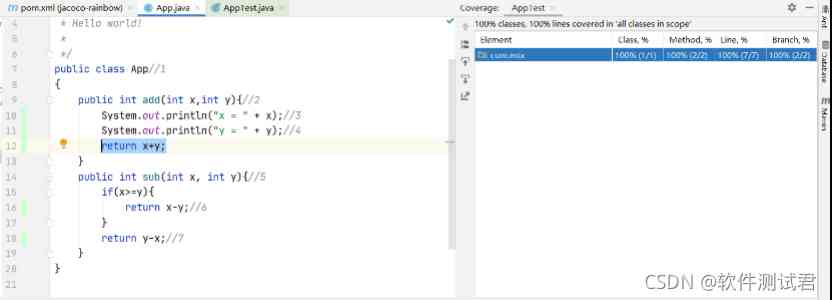 pom.xml (jacoco-rainbow) × App.java × AppTest.java ×
4 * Hello world!
5 *
6 */
7 public class App//1
8 {
9 public int add(int x,int y){//2
10 System.out.println("x = " + x);//3
11 System.out.println("y = " + y);//4
12 return x+y;
13 }
14 public int sub(int x, int y){//5
15 if(x>=y){
16 return x-y;//6
17 }
18 return y-x;//7
19 }
20 }
21
Coverage: AppTest ×
100% classes, 100% lines covered in 'all classes in scope'
Element Class, % Method, % Line, % Branch, %
com.mix 100% (1/1) 100% (2/2) 100% (7/7) 100% (2/2)
Ant
Database
Maven
CSDN @软件测试君